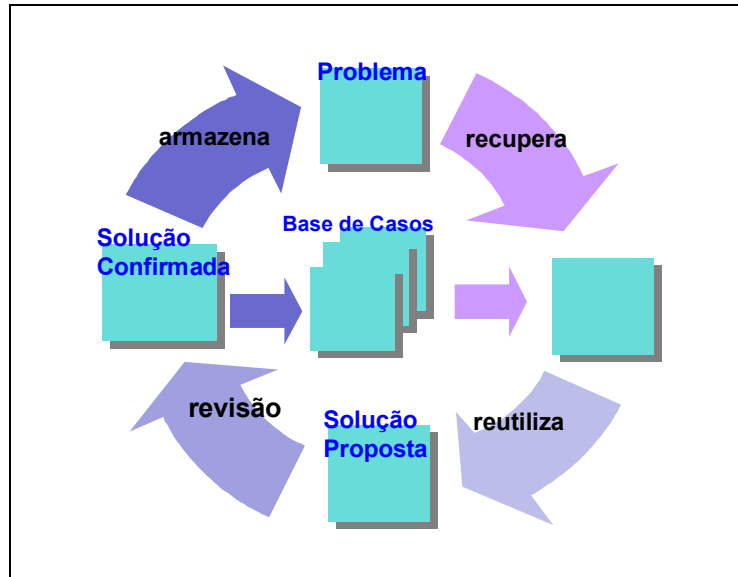 Problema
armazena
recupera
Base de Casos
Solução
Confirmada
revisão
Solução
Proposta
reutiliza